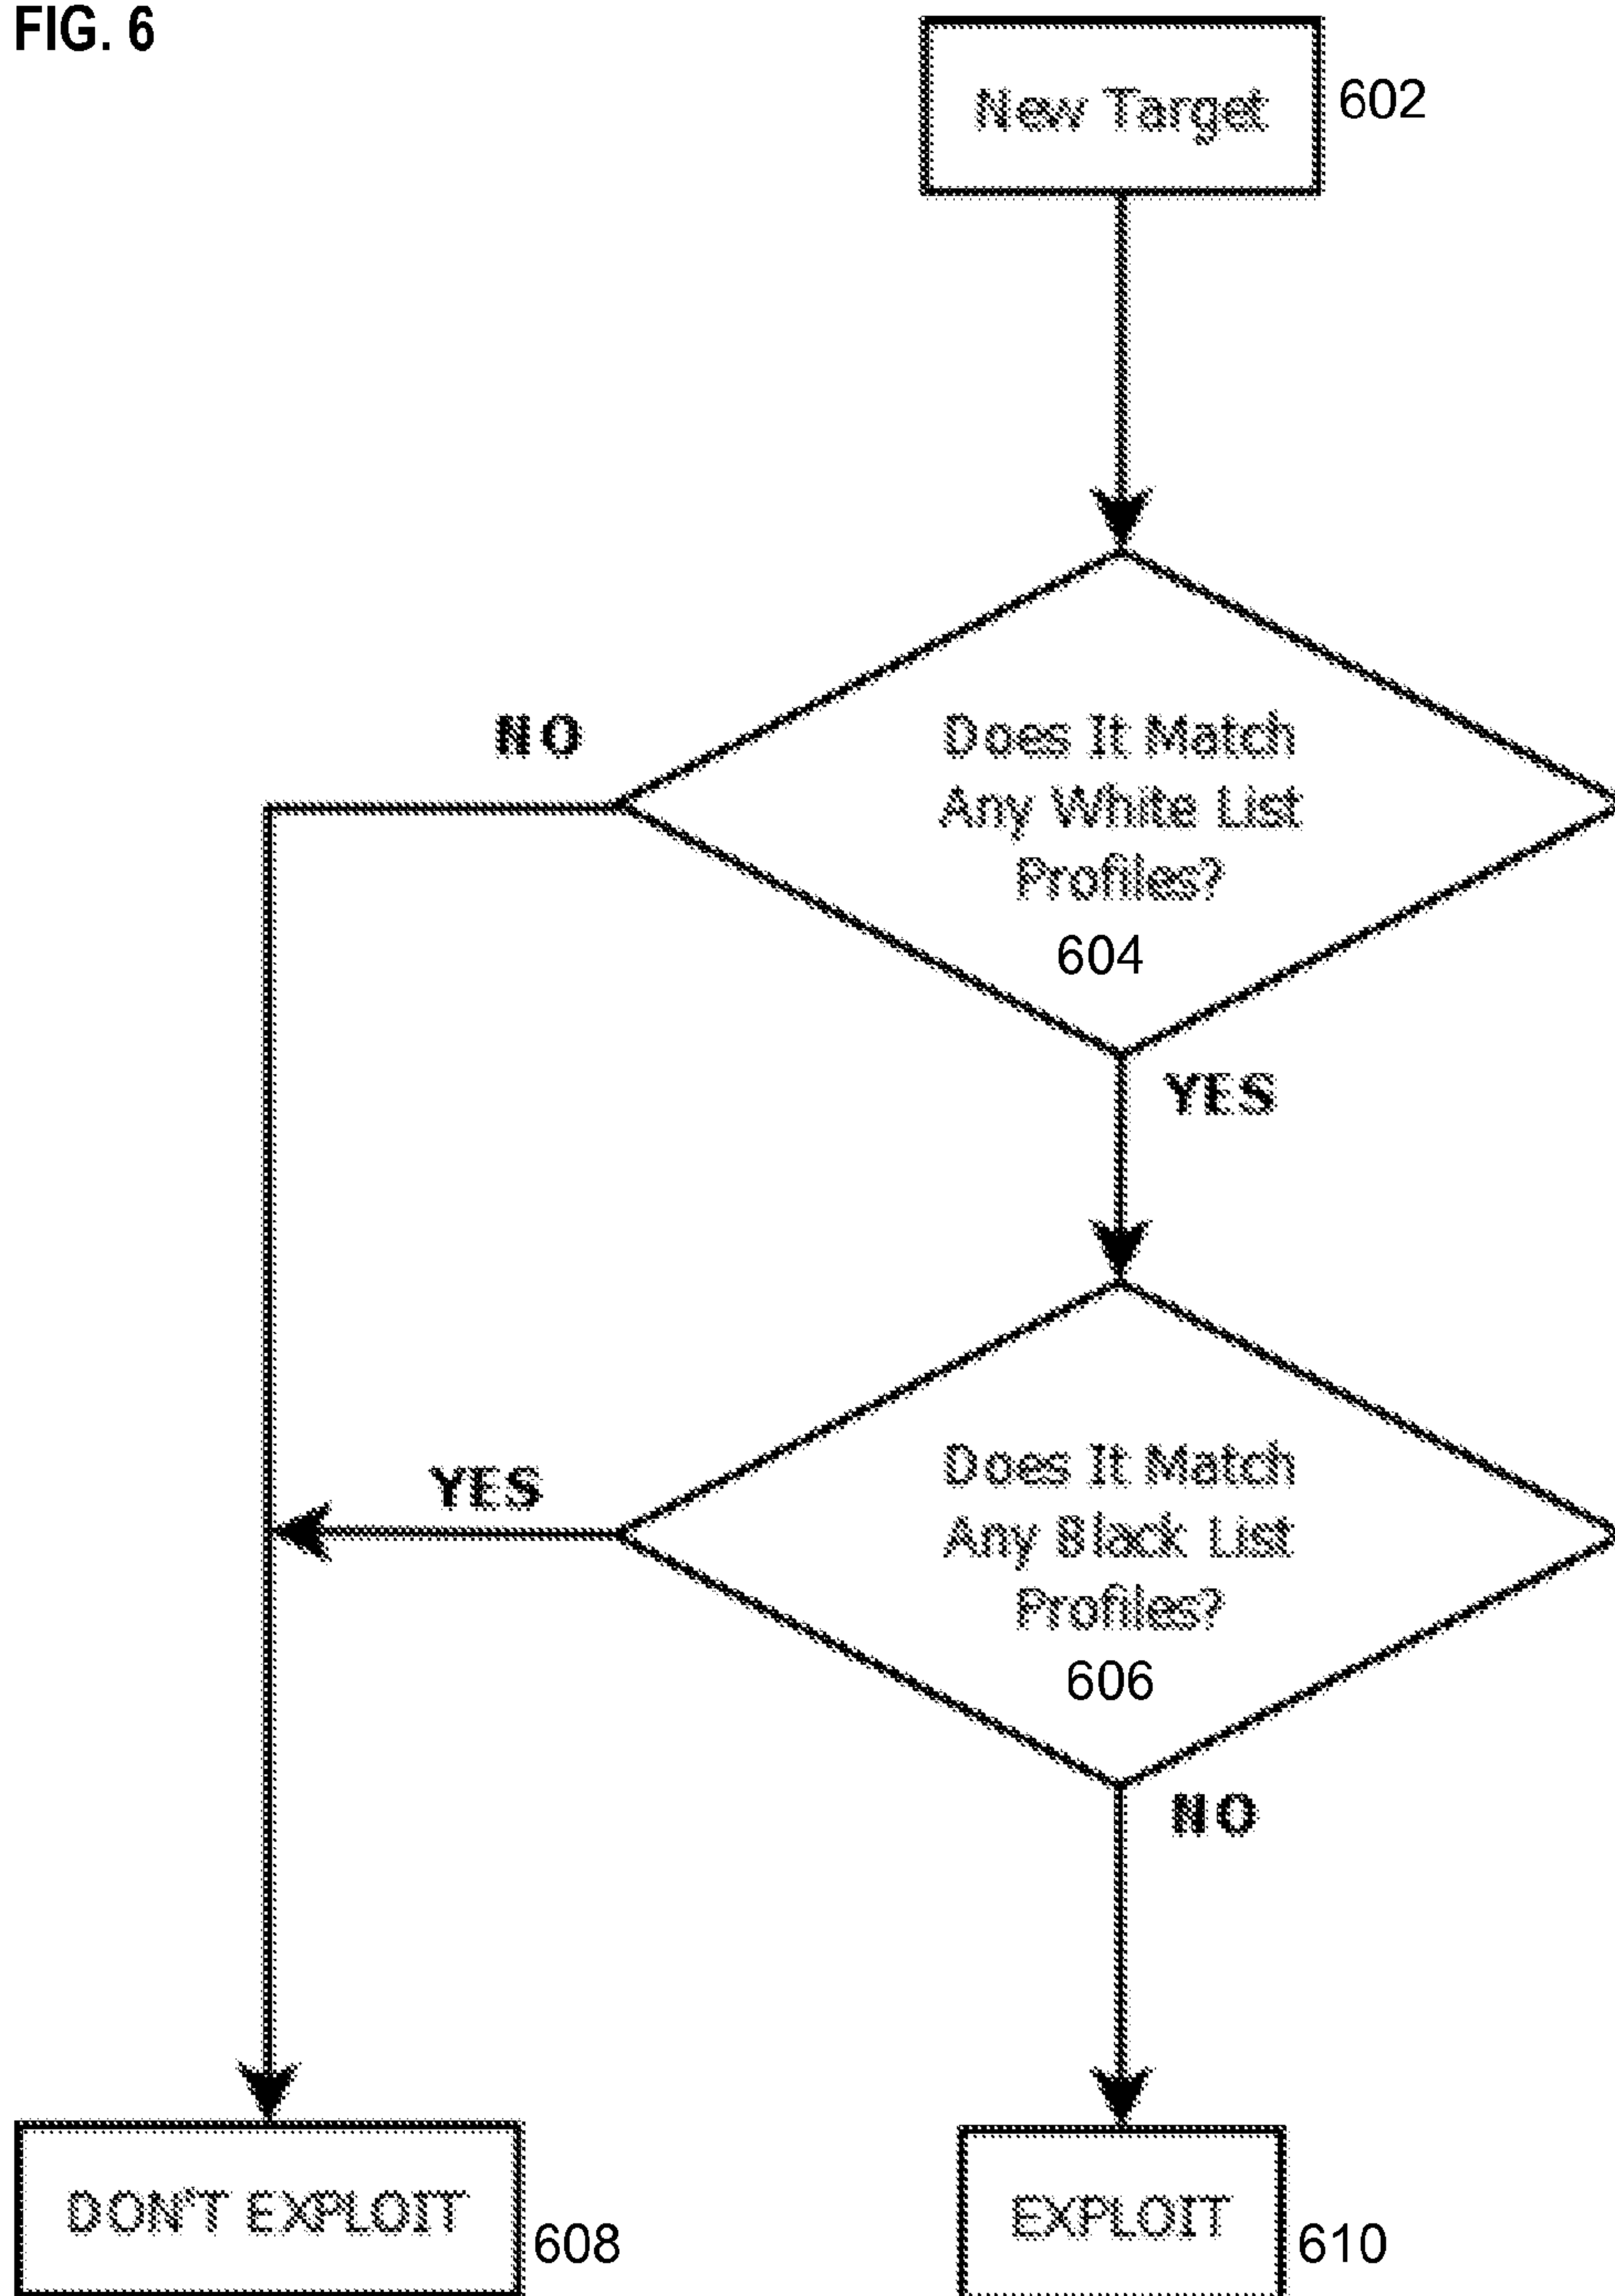 FIG. 6
New Target
602
NO
Does It Match
Any White List
Profiles?
604
YES
YES
Does It Match
Any Black List
Profiles?
606
NO
DON'T EXPLOIT
608
EXPLOIT
610